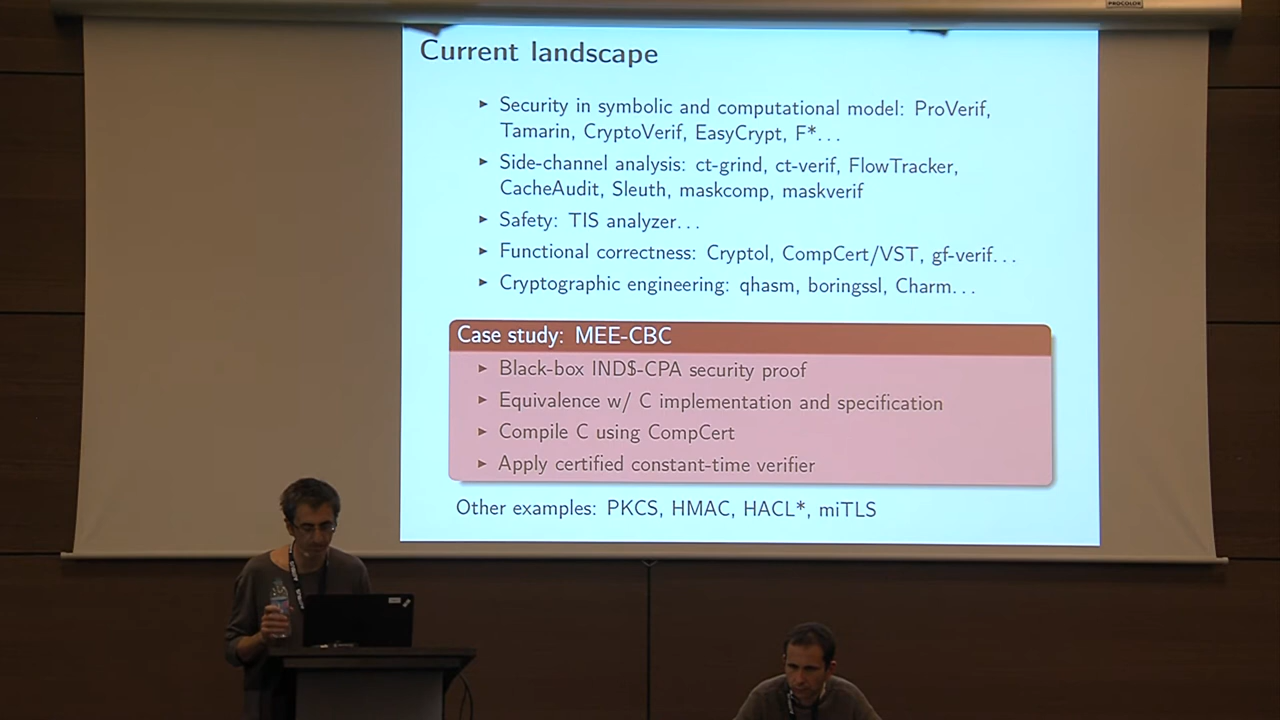 PROCOLOR
Current landscape
▶ Security in symbolic and computational model: ProVerif,
Tamarin, CryptoVerif, EasyCrypt, F*...
▶ Side-channel analysis: ct-grind, ct-verif, FlowTracker,
CacheAudit, Sleuth, maskcomp, maskverif
▶ Safety: TIS analyzer...
▶ Functional correctness: Cryptol, CompCert/VST, gf-verif...
▶ Cryptographic engineering: qhasm, boringssl, Charm...
Case study: MEE-CBC
▶ Black-box IND$-CPA security proof
▶ Equivalence w/ C implementation and specification
▶ Compile C using CompCert
▶ Apply certified constant-time verifier
Other examples: PKCS, HMAC, HACL*, miTLS